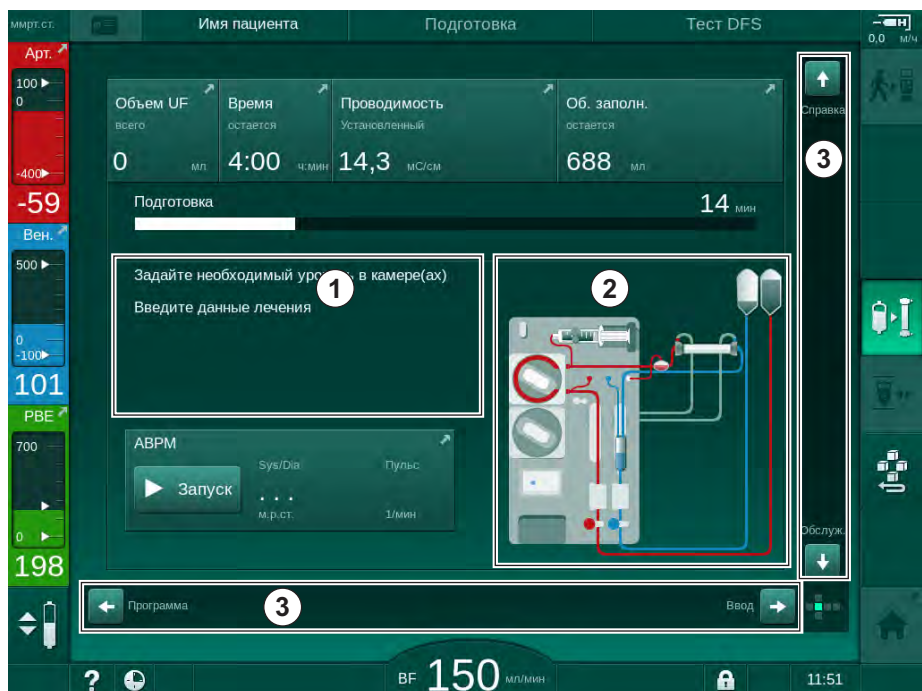 ммрт.ст.
Имя пациента
Подготовка
Тест DFS
0,0 м/ч
Арт.
100
0
-400
-59
Вен.
500
0
-100
101
PBE
700
0
198
Объем UF
всего
0 мл
Время
остается
4:00 ч:мин
Проводимость
Установленный
14,3 мС/см
Об. заполн.
остается
688 мл
Справка
3
Подготовка
14 мин
Задайте необходимый уровень в камере(ах)
1
Введите данные лечения
2
ABPM
Запуск
Sys/Dia
. . .
м.р.ст.
Пульс
1/мин
Обслуж.
Программа
3
Ввод
?
BF 150 мл/мин
11:51